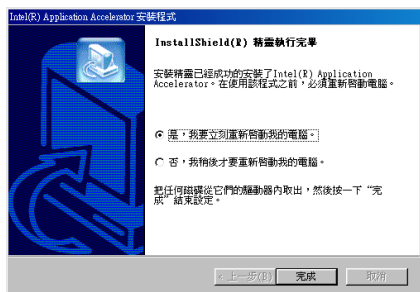 Intel(R) Application Accelerator 安裝程式
InstallShield(R) 精靈執行完畢
安裝精靈已經成功的安裝了Intel(R) Application
Accelerator。在使用該程式之前，必須重新啟動電腦。
是，我要立刻重新啟動我的電腦。
否，我稍後才要重新啟動我的電腦。
把任何磁碟從它們的驅動器內取出，然後按一下“完
成”結束設定。
< 上一步(B)
完成
取消